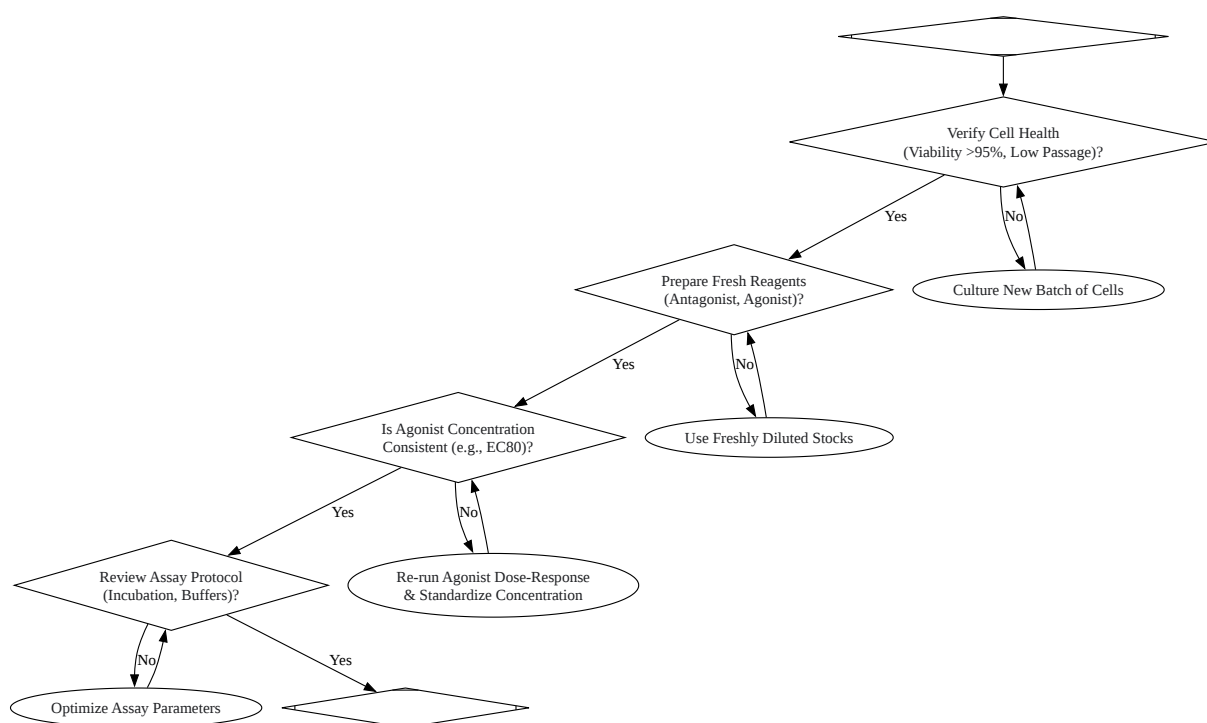 Verify Cell Health
(Viability >95%, Low Passage)?
Yes
No
Culture New Batch of Cells
Prepare Fresh Reagents
(Antagonist, Agonist)?
Yes
No
Use Freshly Diluted Stocks
Is Agonist Concentration
Consistent (e.g., EC80)?
Yes
No
Re-run Agonist Dose-Response
& Standardize Concentration
Review Assay Protocol
(Incubation, Buffers)?
No
Yes
Optimize Assay Parameters